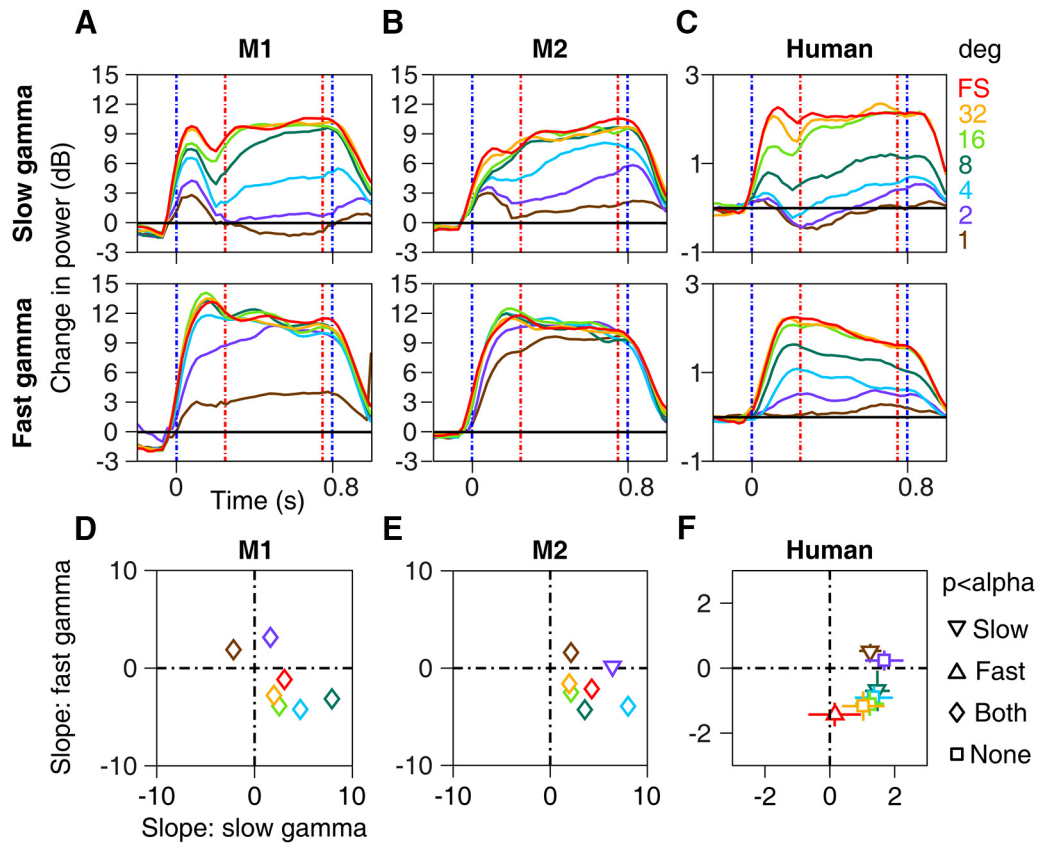 A
B
C
M1
M2
Human
deg
Slow gamma
Fast gamma
Change in power (dB)
15
12
9
6
3
0
-3
15
12
9
6
3
0
-3
3
1
-1
FS
32
16
8
4
2
1
15
12
9
6
3
0
-3
15
12
9
6
3
0
-3
3
1
-1
0
0.8
0
0.8
0
0.8
Time (s)
D
E
F
M1
M2
Human
Slope: fast gamma
10
0
-10
10
0
-10
2
0
-2
p<alpha
Slow
Fast
Both
None
-10
0
10
-10
0
10
-2
0
2
Slope: slow gamma